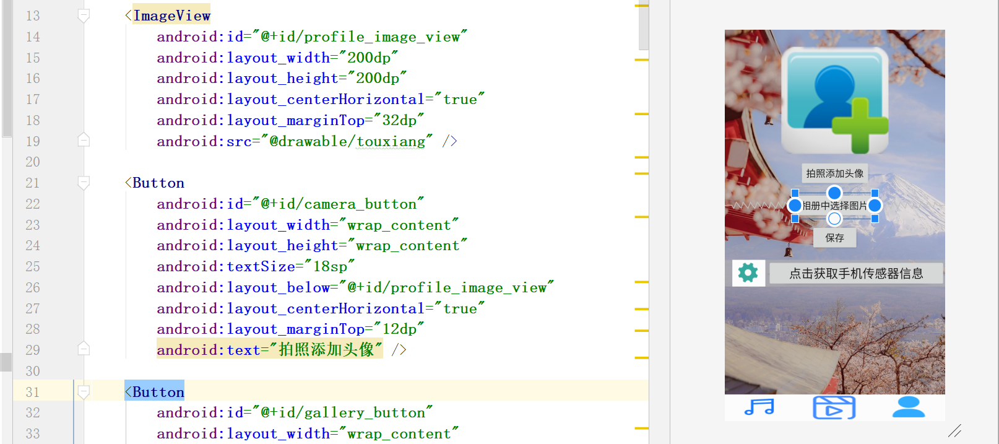 13 <ImageView
14 android:id="@+id/profile_image_view"
15 android:layout_width="200dp"
16 android:layout_height="200dp"
17 android:layout_centerHorizontal="true"
18 android:layout_marginTop="32dp"
19 android:src="@drawable/touxiang" />
20
21 <Button
22 android:id="@+id/camera_button"
23 android:layout_width="wrap_content"
24 android:layout_height="wrap_content"
25 android:textSize="18sp"
26 android:layout_below="@+id/profile_image_view"
27 android:layout_centerHorizontal="true"
28 android:layout_marginTop="12dp"
29 android:text="拍照添加头像" />
30
31 <Button
32 android:id="@+id/gallery_button"
33 android:layout_width="wrap_content"
拍照添加头像
相册中选择图片
保存
点击获取手机传感器信息